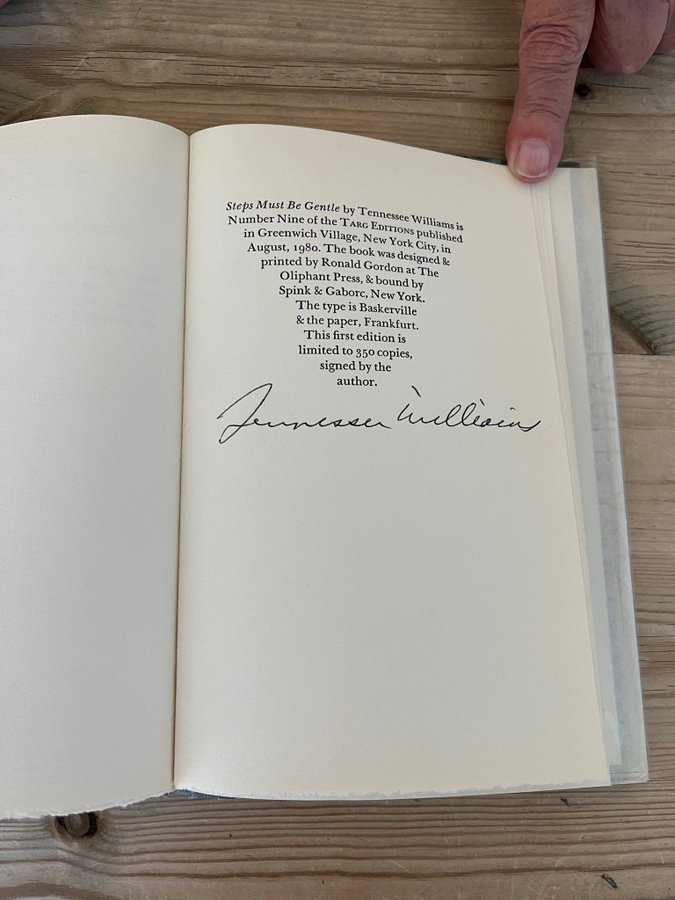 Steps Must Be Gentle by Tennessee Williams is
Number Nine of the TARG EDITIONS published
in Greenwich Village, New York City, in
August, 1980. The book was designed &
printed by Ronald Gordon at The
Oliphant Press, & bound by
Spink & Gaborc, New York.
The type is Baskerville
& the paper, Frankfurt.
This first edition is
limited to 350 copies,
signed by the
author.
Tennessee Williams